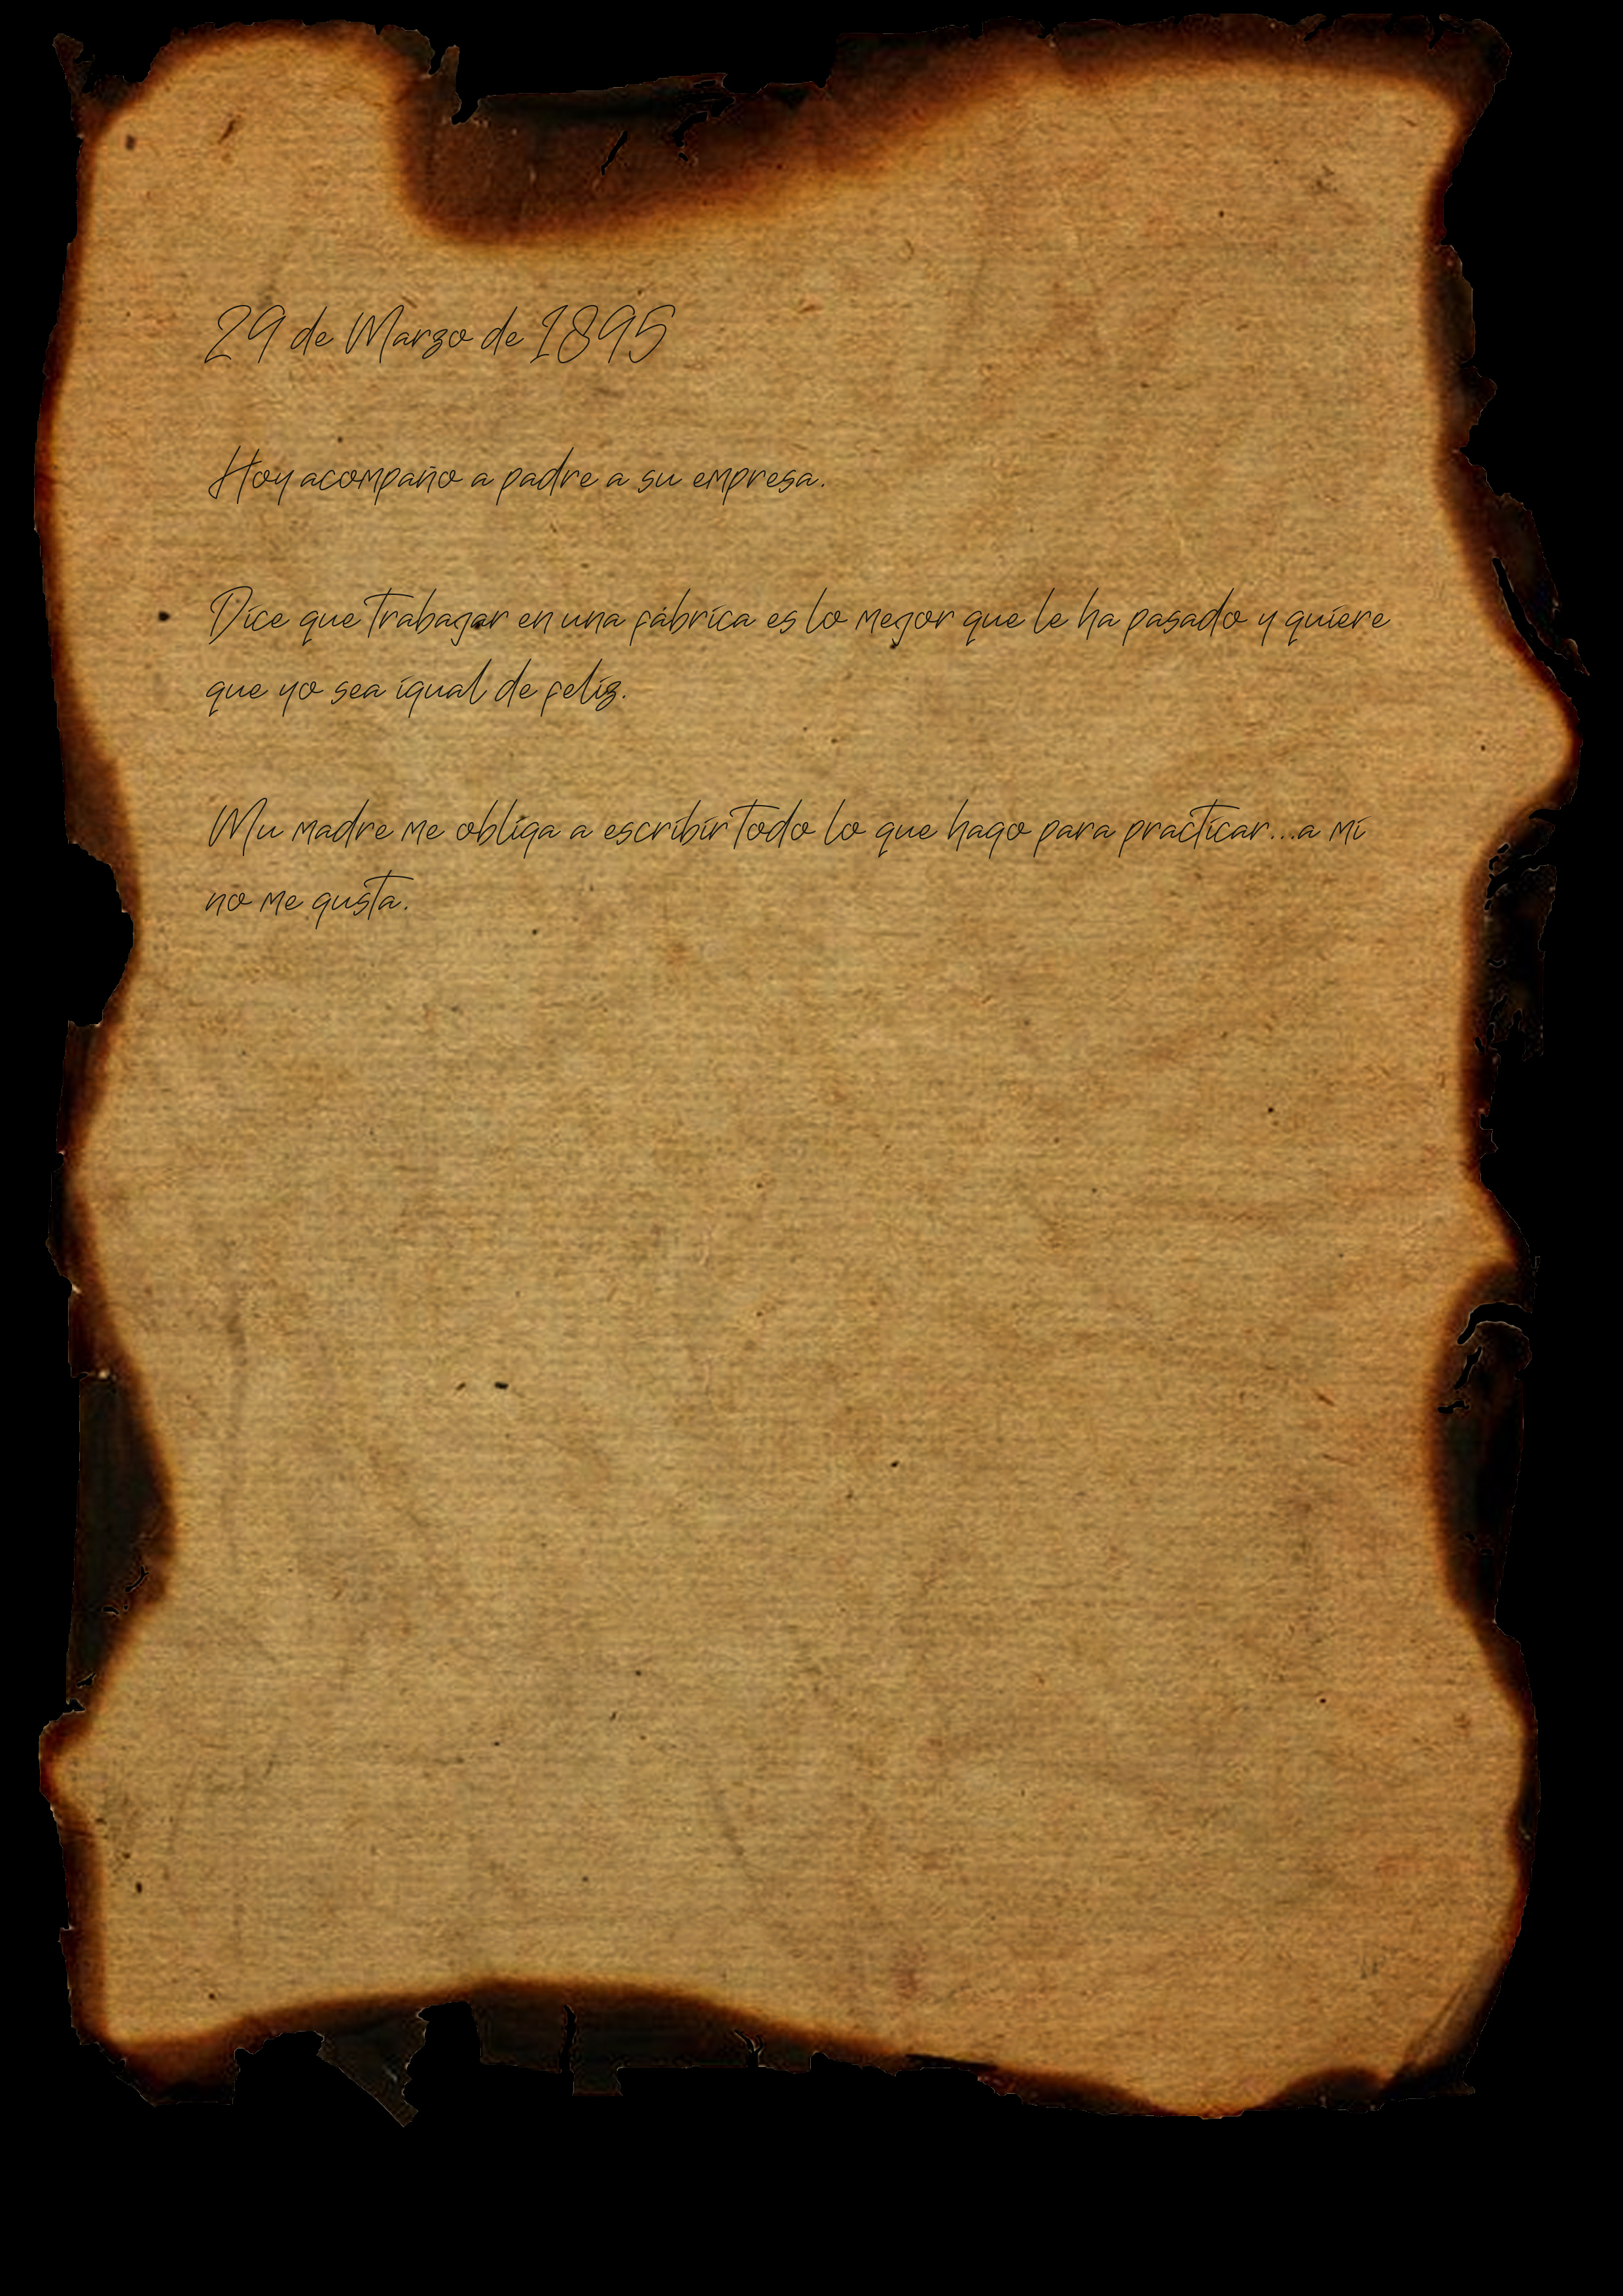 29 de Marzo de 1895
Hoy acompaño a padre a su empresa.
Dice que trabajar en una fábrica es lo mejor que le ha pasado y quiere
que yo sea igual de feliz.
Mu madre me obliga a escribir todo lo que hago para practicar...a mi
no me gusta.